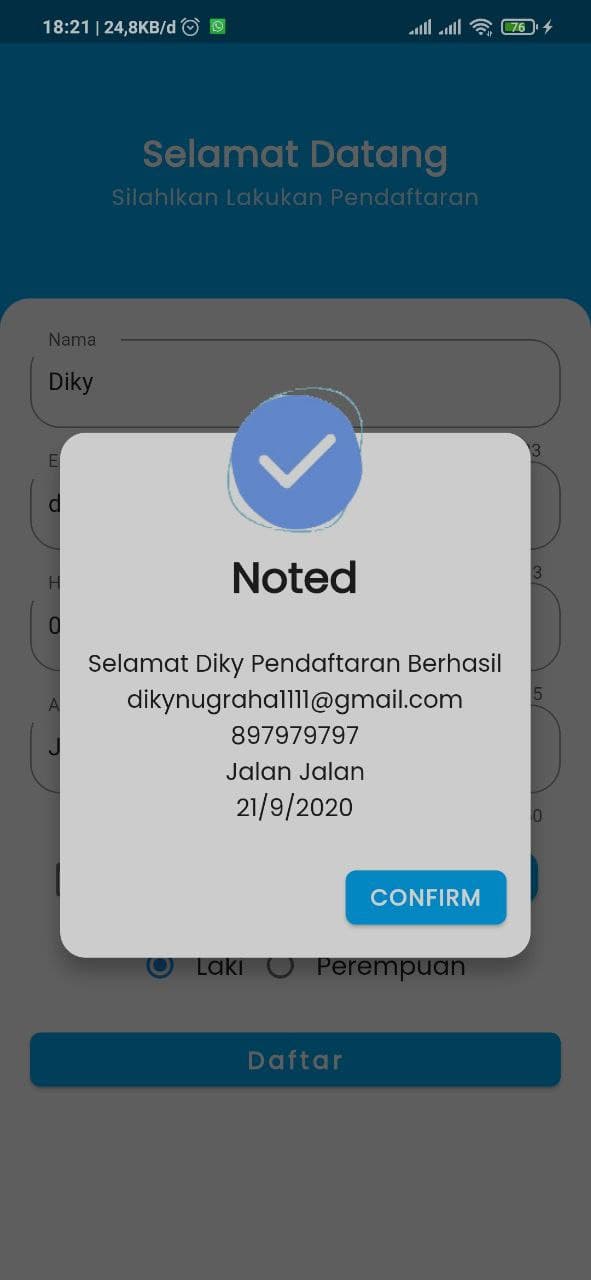 18:21 | 24,8KB/d
76
Selamat Datang
Silahlkan Lakukan Pendaftaran
Nama
Diky
3
E
d
Noted
H
3
0
Selamat Diky Pendaftaran Berhasil
dikynugraha1111@gmail.com
A
5
897979797
J
Jalan Jalan
21/9/2020
0
CONFIRM
Laki
Perempuan
Daftar